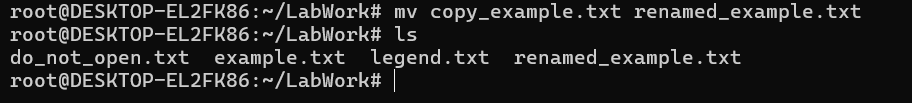 root@DESKTOP-EL2FK86:~/LabWork# mv copy_example.txt renamed_example.txt
root@DESKTOP-EL2FK86:~/LabWork# ls
do_not_open.txt  example.txt  legend.txt  renamed_example.txt
root@DESKTOP-EL2FK86:~/LabWork#